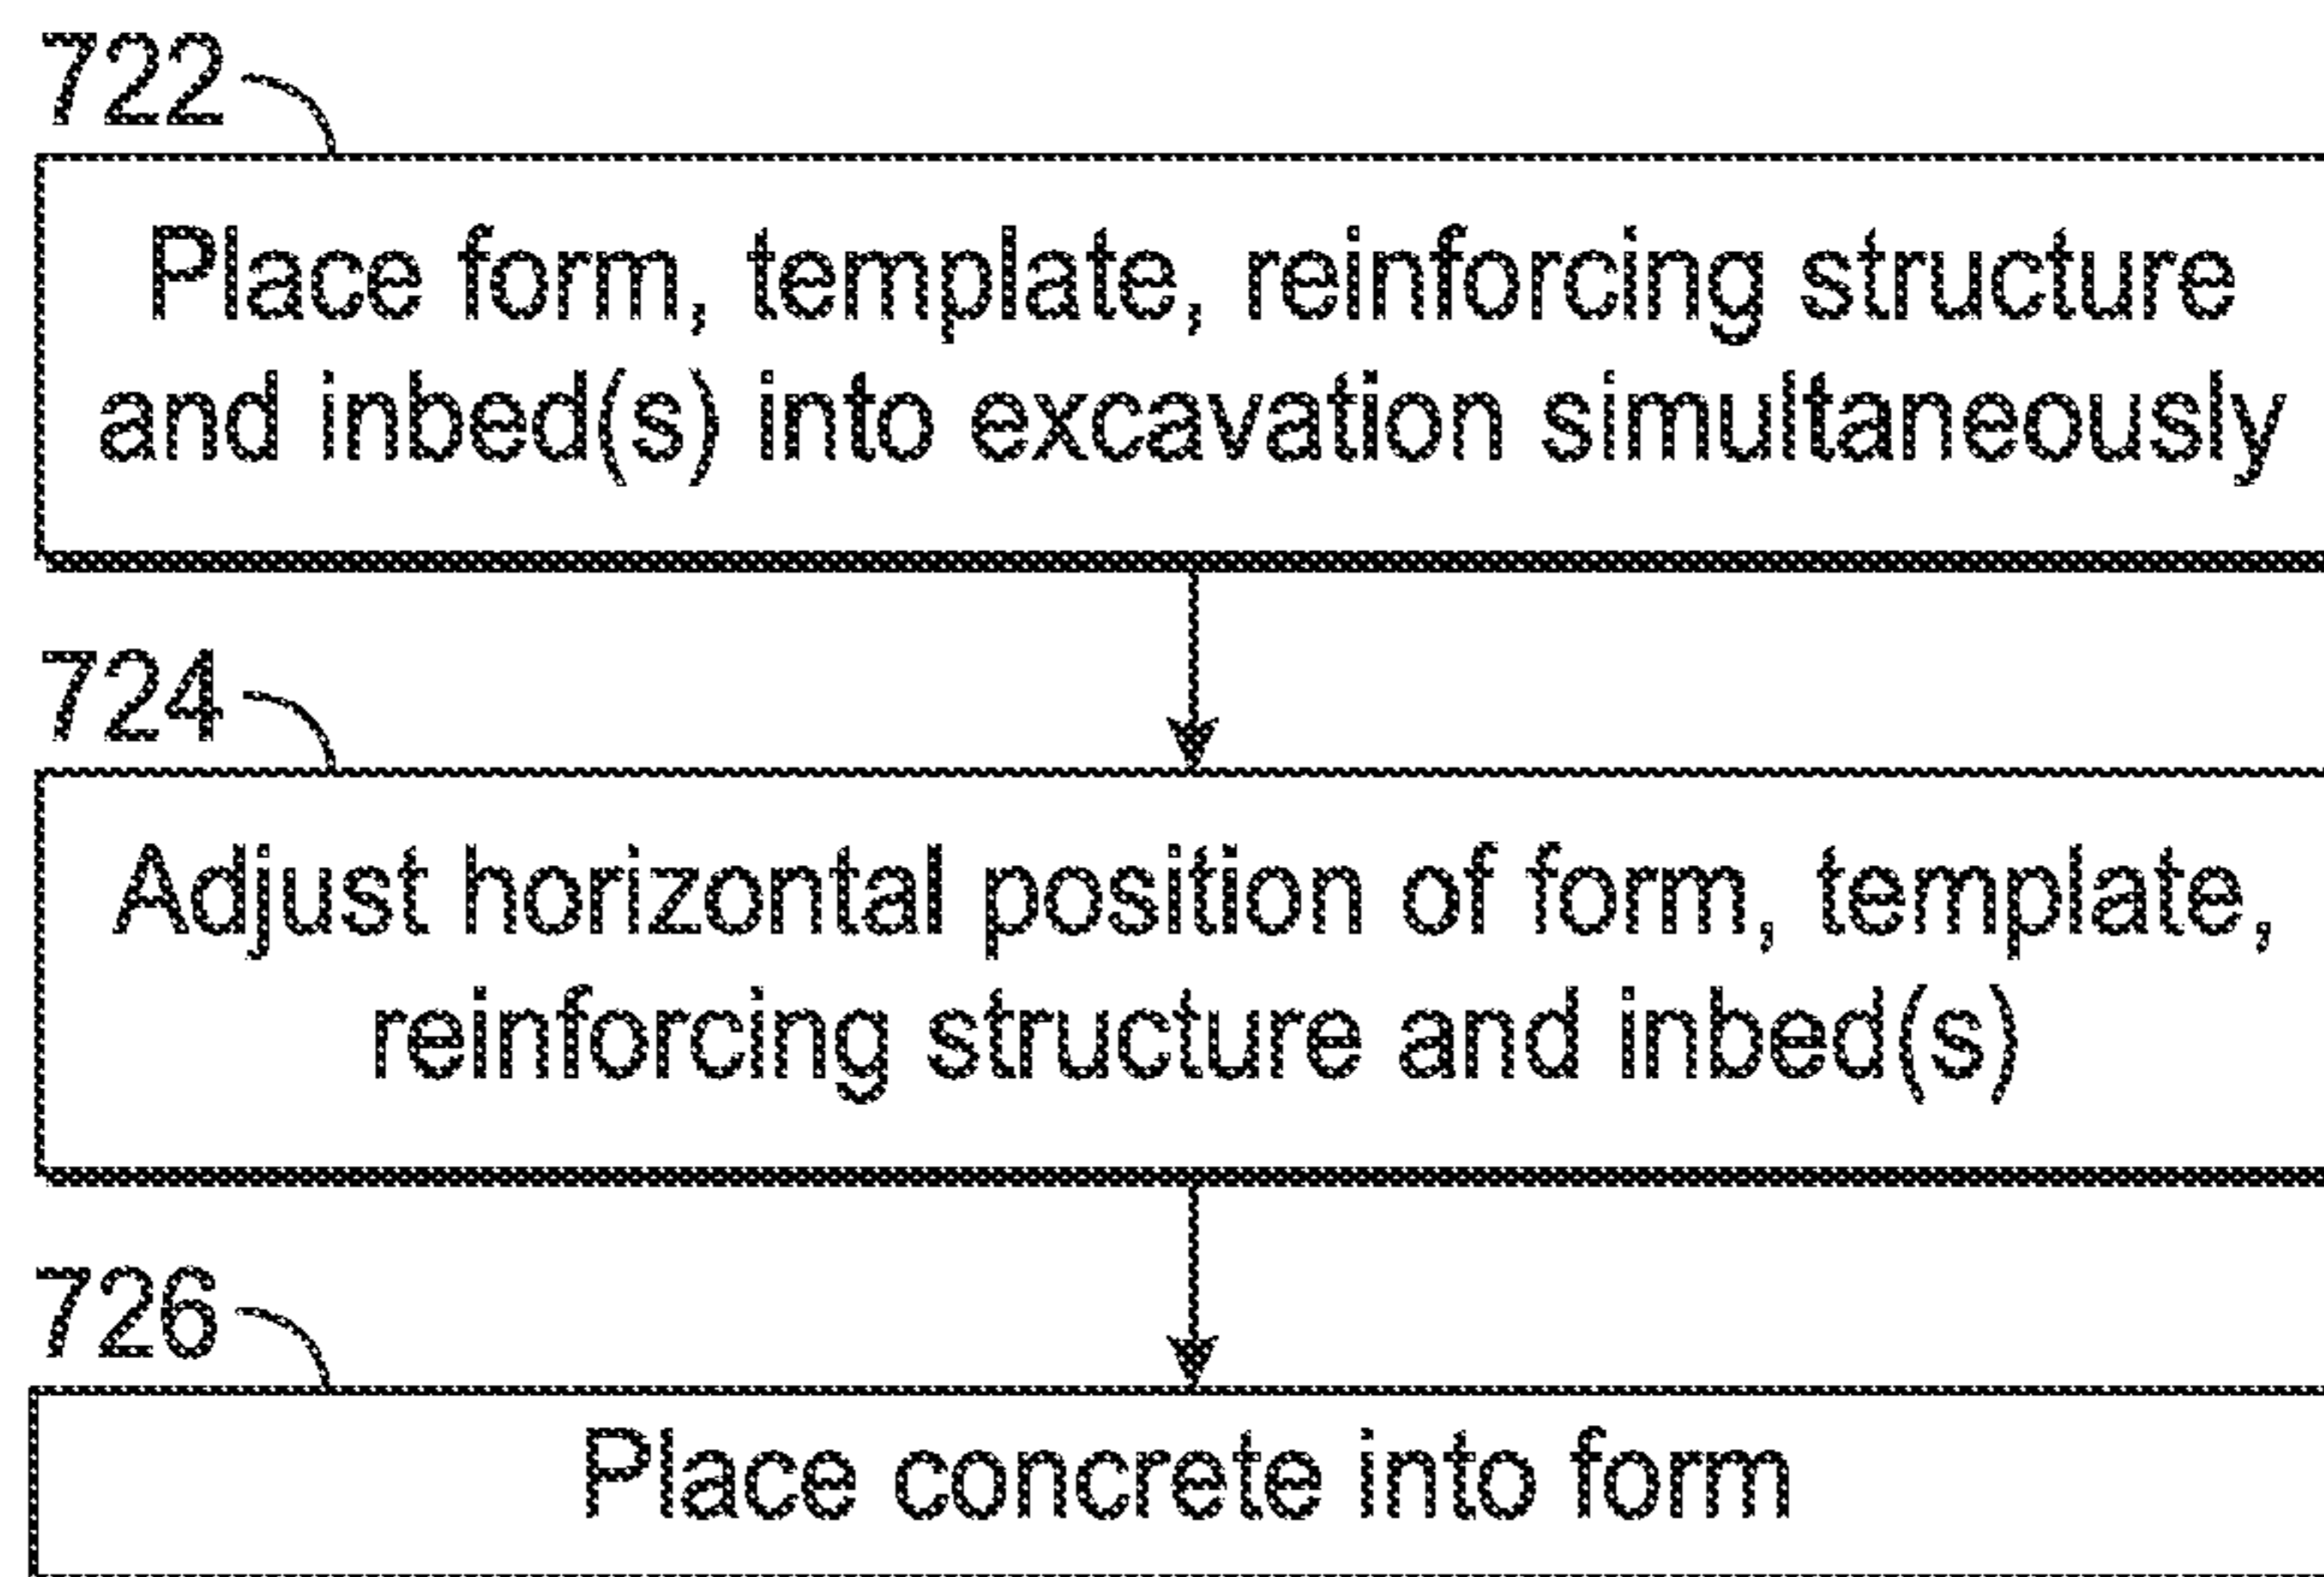 722
Place form, template, reinforcing structure
and inbed(s) into excavation simultaneously
724
Adjust horizontal position of form, template,
reinforcing structure and inbed(s)
726
Place concrete into form